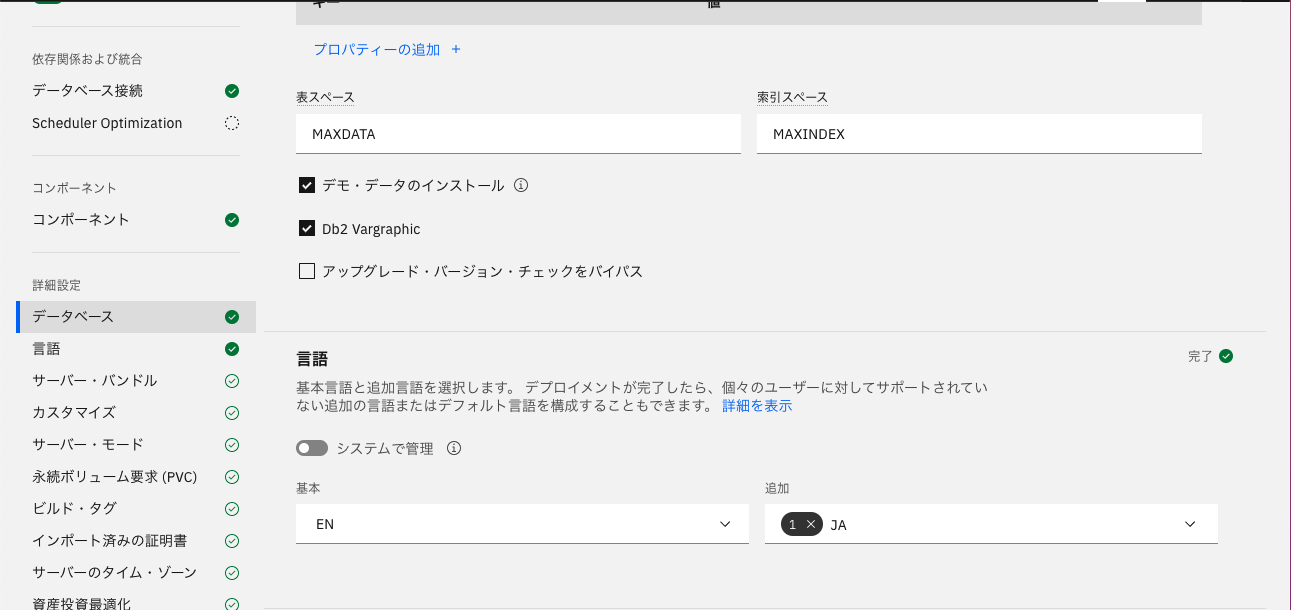 依存関係および統合
データベース接続
Scheduler Optimization
コンポーネント
コンポーネント
詳細設定
データベース
言語
サーバー・バンドル
カスタマイズ
サーバー・モード
永続ボリューム要求 (PVC)
ビルド・タグ
インポート済みの証明書
サーバーのタイム・ゾーン
資産投資最適化
キー 値
プロパティーの追加 +
表スペース 索引スペース
MAXDATA MAXINDEX
デモ・データのインストール
Db2 Vargraphic
アップグレード・バージョン・チェックをバイパス
言語 完了
基本言語と追加言語を選択します。 デプロイメントが完了したら、個々のユーザーに対してサポートされてい
ない追加の言語またはデフォルト言語を構成することもできます。 詳細を表示
システムで管理
基本 追加
EN 1 × JA